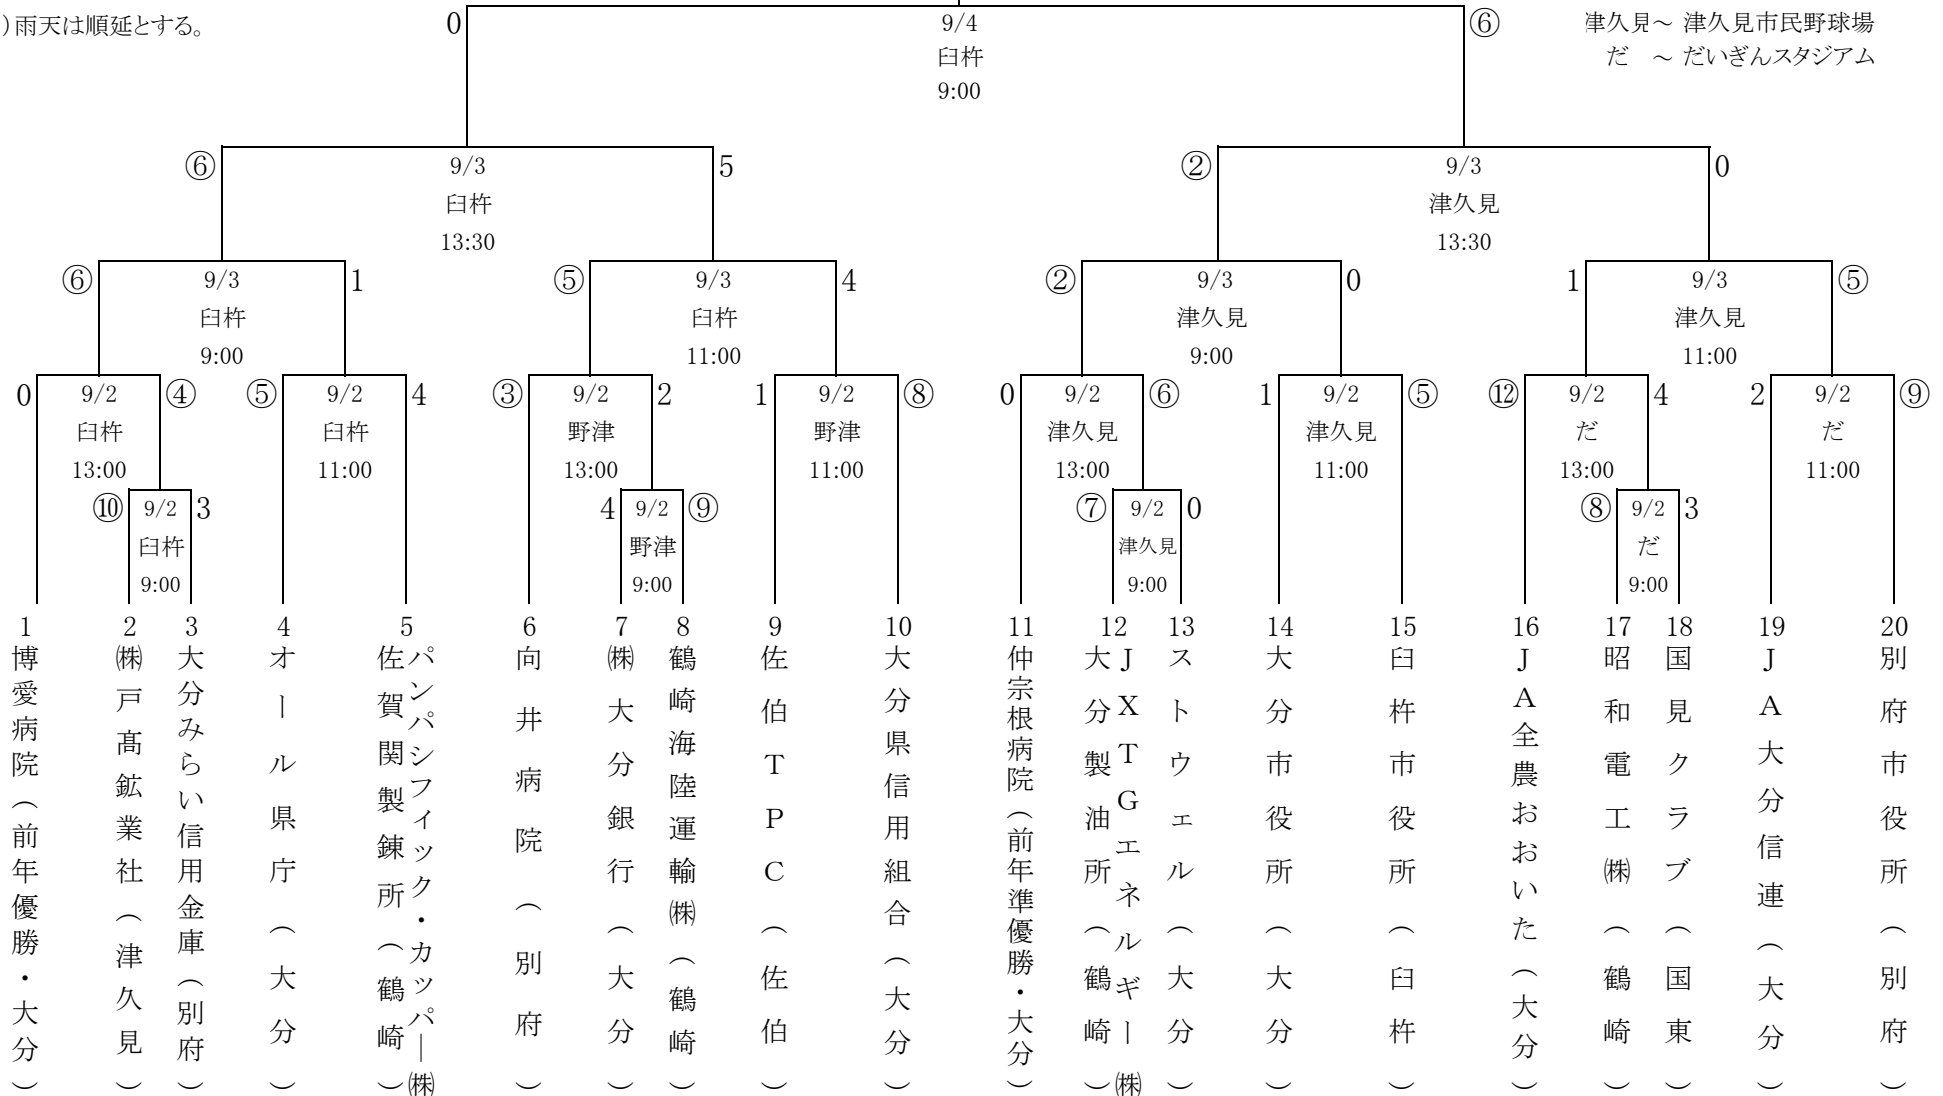 ）雨天は順延とする。
津久見～ 津久見市民野球場
だ ～ だいぎんスタジアム
0 9/4 ⑥
臼杵
9:00
⑥ 9/3 5 ② 9/3 0
臼杵 津久見
13:30 13:30
⑥ 9/3 1 ⑤ 9/3 4 ② 9/3 0 1 9/3 ⑤
臼杵 臼杵 津久見 津久見
9:00 11:00 9:00 11:00
0 9/2 ④ ⑤ 9/2 4 ③ 9/2 2 1 9/2 ⑧ 0 9/2 ⑥ 1 9/2 ⑤ ⑫ 9/2 4 2 9/2 ⑨
臼杵 臼杵 野津 野津 津久見 津久見 だ だ
13:00 11:00 13:00 11:00 13:00 11:00 13:00 11:00
⑩ 9/2 3 4 9/2 ⑨ ⑦ 9/2 0 ⑧ 9/2 3
臼杵 野津 津久見 だ
9:00 9:00 9:00 9:00
1 2 3 4 5 6 7 8 9 10 11 12 13 14 15 16 17 18 19 20
博愛病院（前年優勝・大分）
㈱戸髙鉱業社（津久見）
大分みらい信用金庫（別府）
オール県庁（大分）
パンパシフィック・カッパー㈱
佐賀関製錬所（鶴崎）
向井病院（別府）
㈱大分銀行（大分）
鶴崎海陸運輸㈱（鶴崎）
佐伯ＴＰＣ（佐伯）
大分県信用組合（大分）
仲宗根病院（前年準優勝・大分）
ＪＸＴＧエネルギー㈱
大分製油所（鶴崎）
ストウェル（大分）
大分市役所（大分）
臼杵市役所（臼杵）
ＪＡ全農おおいた（大分）
昭和電工㈱（鶴崎）
国見クラブ（国東）
ＪＡ大分信連（大分）
別府市役所（別府）